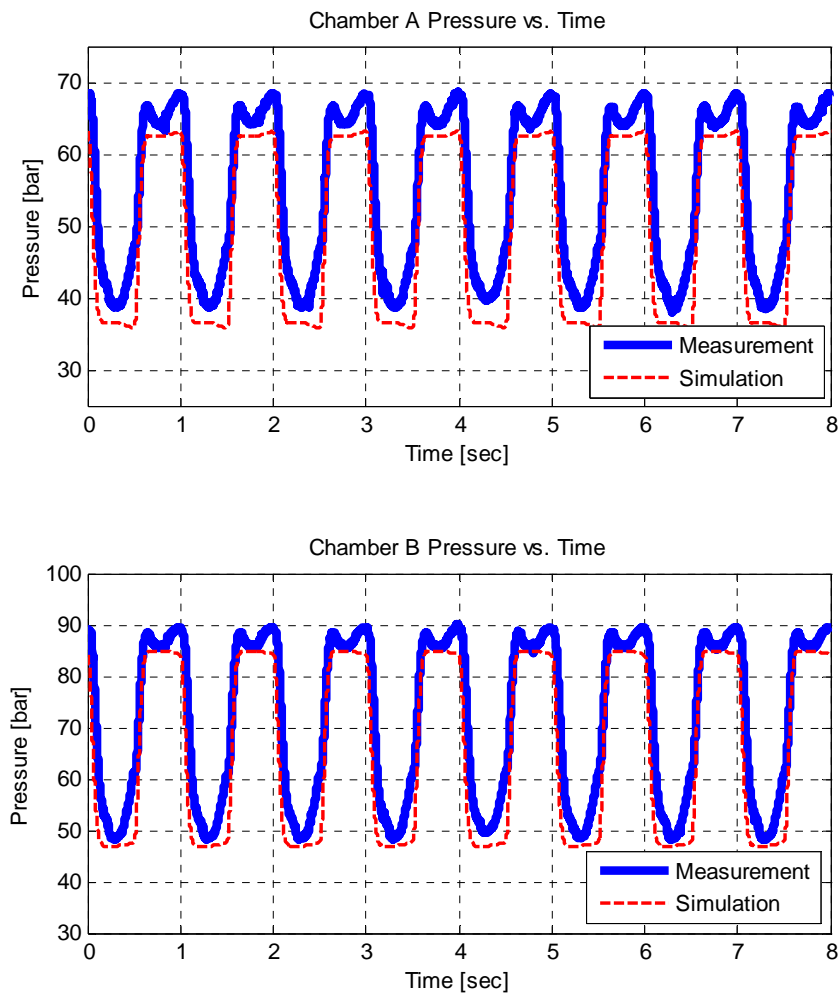 Chamber A Pressure vs. Time
70
60
50
40
30
Pressure [bar]
Measurement
Simulation
0 1 2 3 4 5 6 7 8
Time [sec]
Chamber B Pressure vs. Time
100
90
80
70
60
50
40
30
Pressure [bar]
Measurement
Simulation
0 1 2 3 4 5 6 7 8
Time [sec]